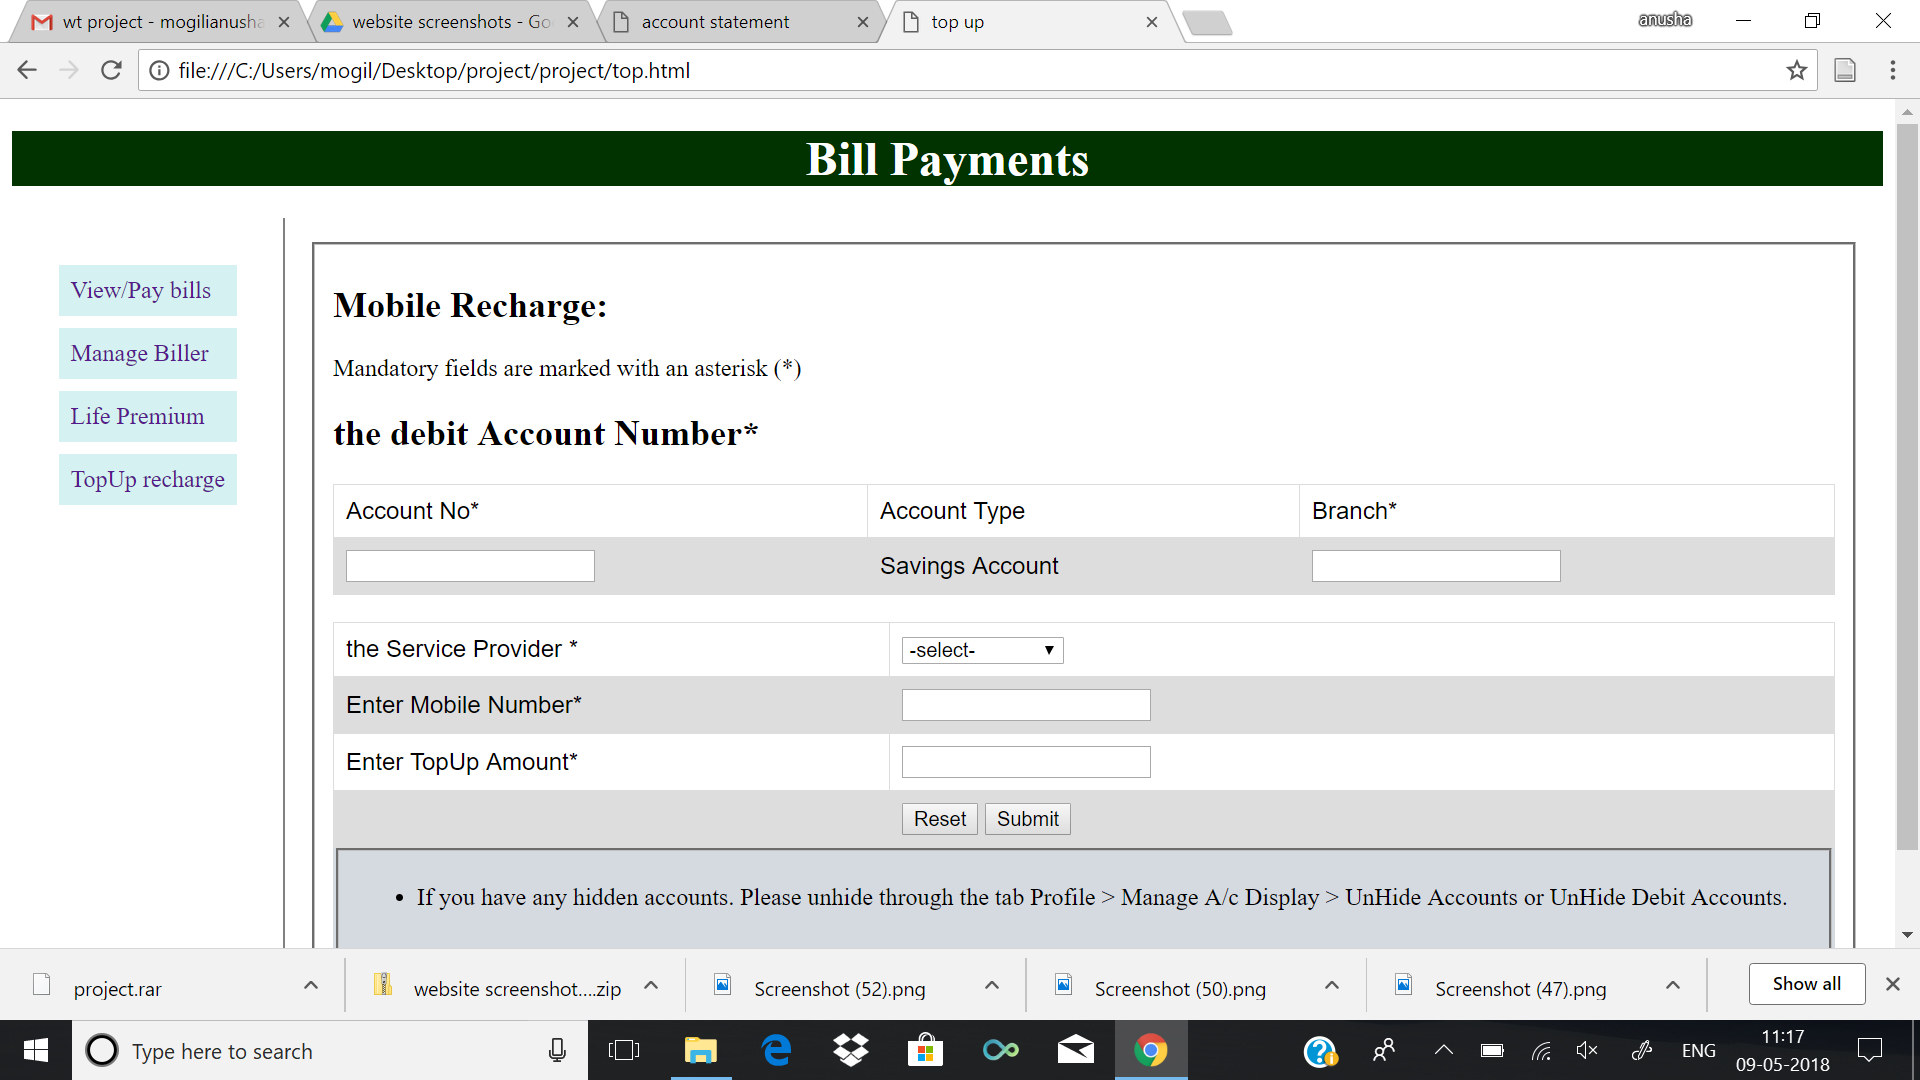 wt project - mogilianusha
website screenshots - Go
account statement
top up
anusha
file:///C:/Users/mogil/Desktop/project/project/top.html
Bill Payments
View/Pay bills
Manage Biller
Life Premium
TopUp recharge
Mobile Recharge:
Mandatory fields are marked with an asterisk (*)
the debit Account Number*
Account No* Account Type Branch*
Savings Account
the Service Provider * -select-
Enter Mobile Number*
Enter TopUp Amount*
Reset Submit
• If you have any hidden accounts. Please unhide through the tab Profile > Manage A/c Display > UnHide Accounts or UnHide Debit Accounts.
project.rar
website screenshot....zip
Screenshot (52).png
Screenshot (50).png
Screenshot (47).png
Show all
Type here to search
ENG
11:17
09-05-2018